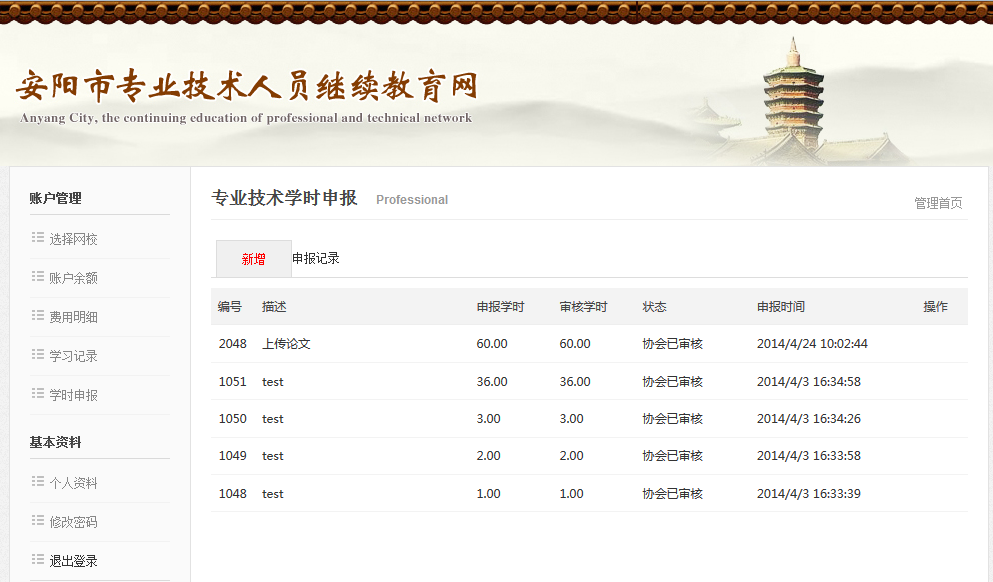 安阳市专业技术人员继续教育网
Anyang City, the continuing education of professional and technical network
账户管理
选择网校
账户余额
费用明细
学习记录
学时申报
基本资料
个人资料
修改密码
退出登录
专业技术学时申报 Professional 管理首页
新增 申报记录
编号 描述 申报学时 审核学时 状态 申报时间 操作
2048 上传论文 60.00 60.00 协会已审核 2014/4/24 10:02:44
1051 test 36.00 36.00 协会已审核 2014/4/3 16:34:58
1050 test 3.00 3.00 协会已审核 2014/4/3 16:34:26
1049 test 2.00 2.00 协会已审核 2014/4/3 16:33:58
1048 test 1.00 1.00 协会已审核 2014/4/3 16:33:39